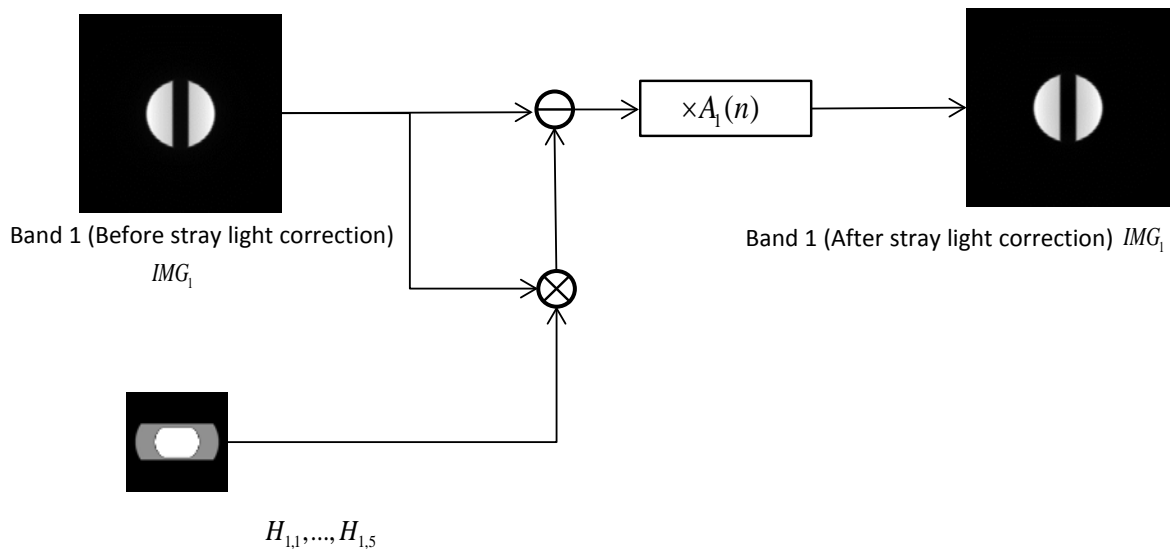 ×A₁(n)
Band 1 (Before stray light correction)
IMG₁
Band 1 (After stray light correction) IMG₁
H₁,₁,...,H₁,₅